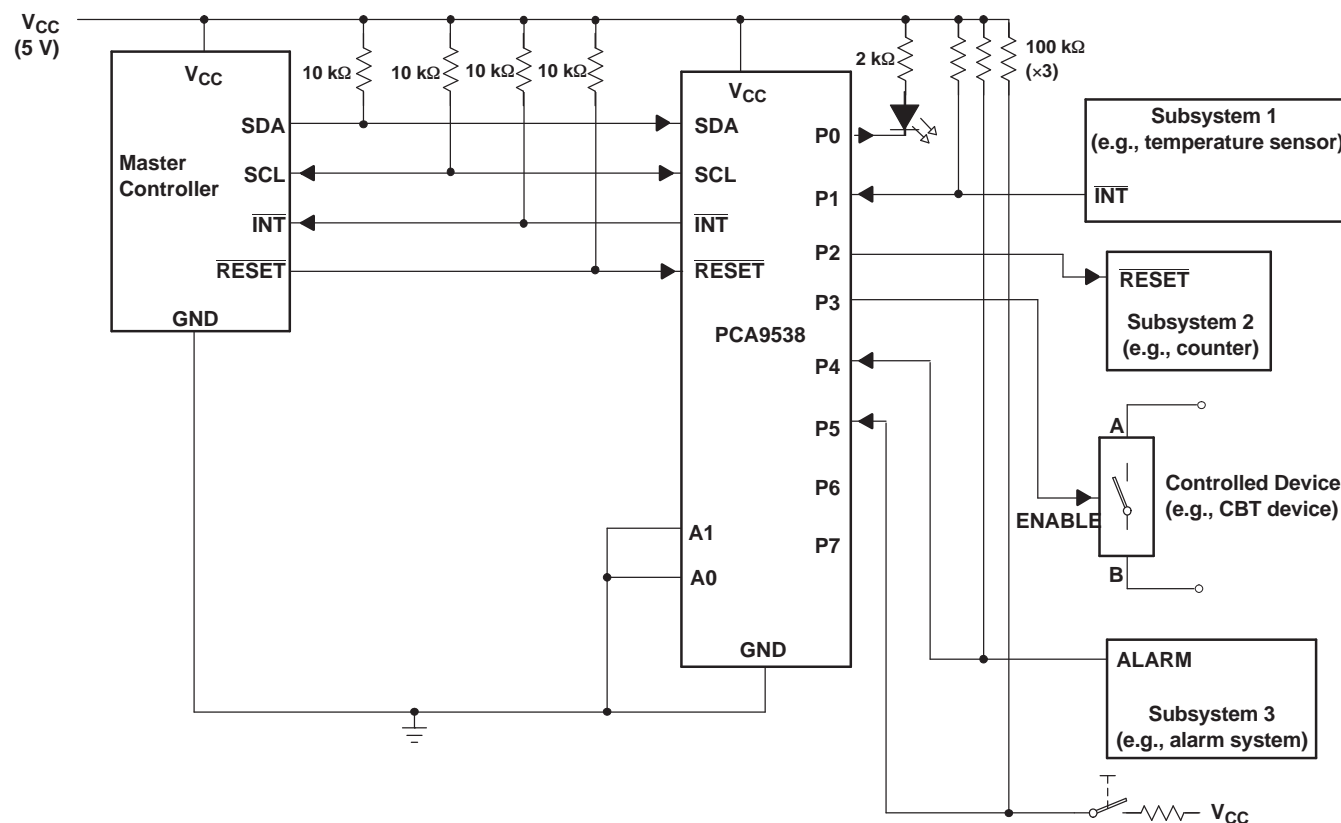 VCC
(5 V)
VCC
SDA
Master
Controller
SCL
INT
RESET
GND
10 kΩ
10 kΩ
10 kΩ
10 kΩ
VCC
SDA
SCL
INT
RESET
PCA9538
A1
A0
GND
P0
P1
P2
P3
P4
P5
P6
P7
2 kΩ
100 kΩ
(×3)
Subsystem 1
(e.g., temperature sensor)
INT
RESET
Subsystem 2
(e.g., counter)
A
ENABLE
B
Controlled Device
(e.g., CBT device)
ALARM
Subsystem 3
(e.g., alarm system)
VCC